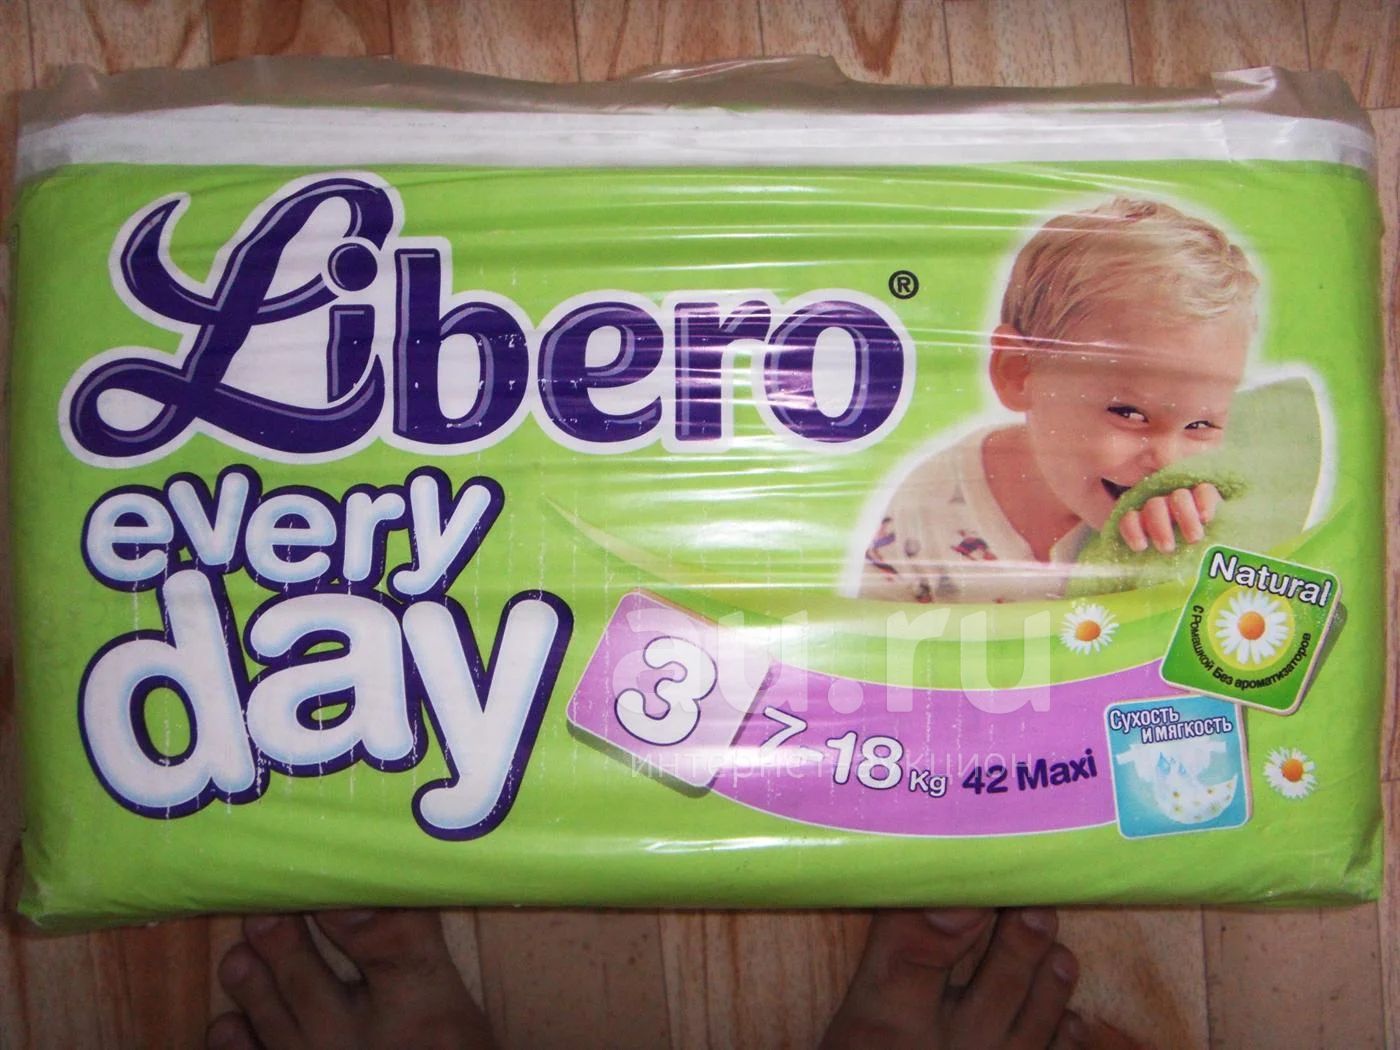 Libero®
every
day
3
7-18 Kg 42 Maxi
Natural
с Ромашкой Без ароматизаторов
Сухость
и мягкость
au.ru
интернет аукцион